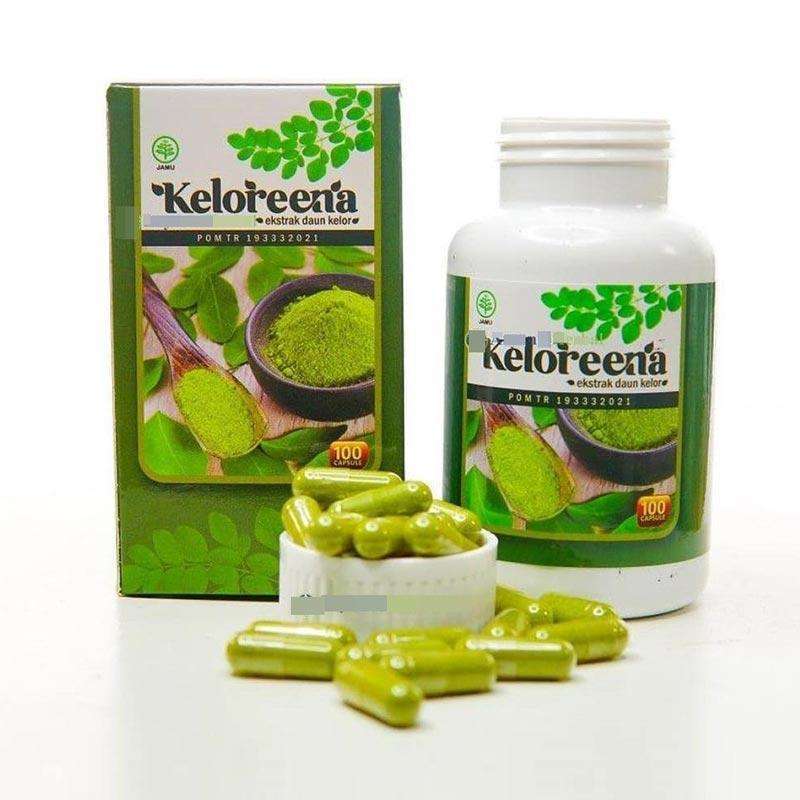 JAMU
Keloreena
ekstrak daun kelor
POM TR 193332021
100
CAPSULE
JAMU
Keloreena
ekstrak daun kelor
POM TR 193332021
100
CAPSULE